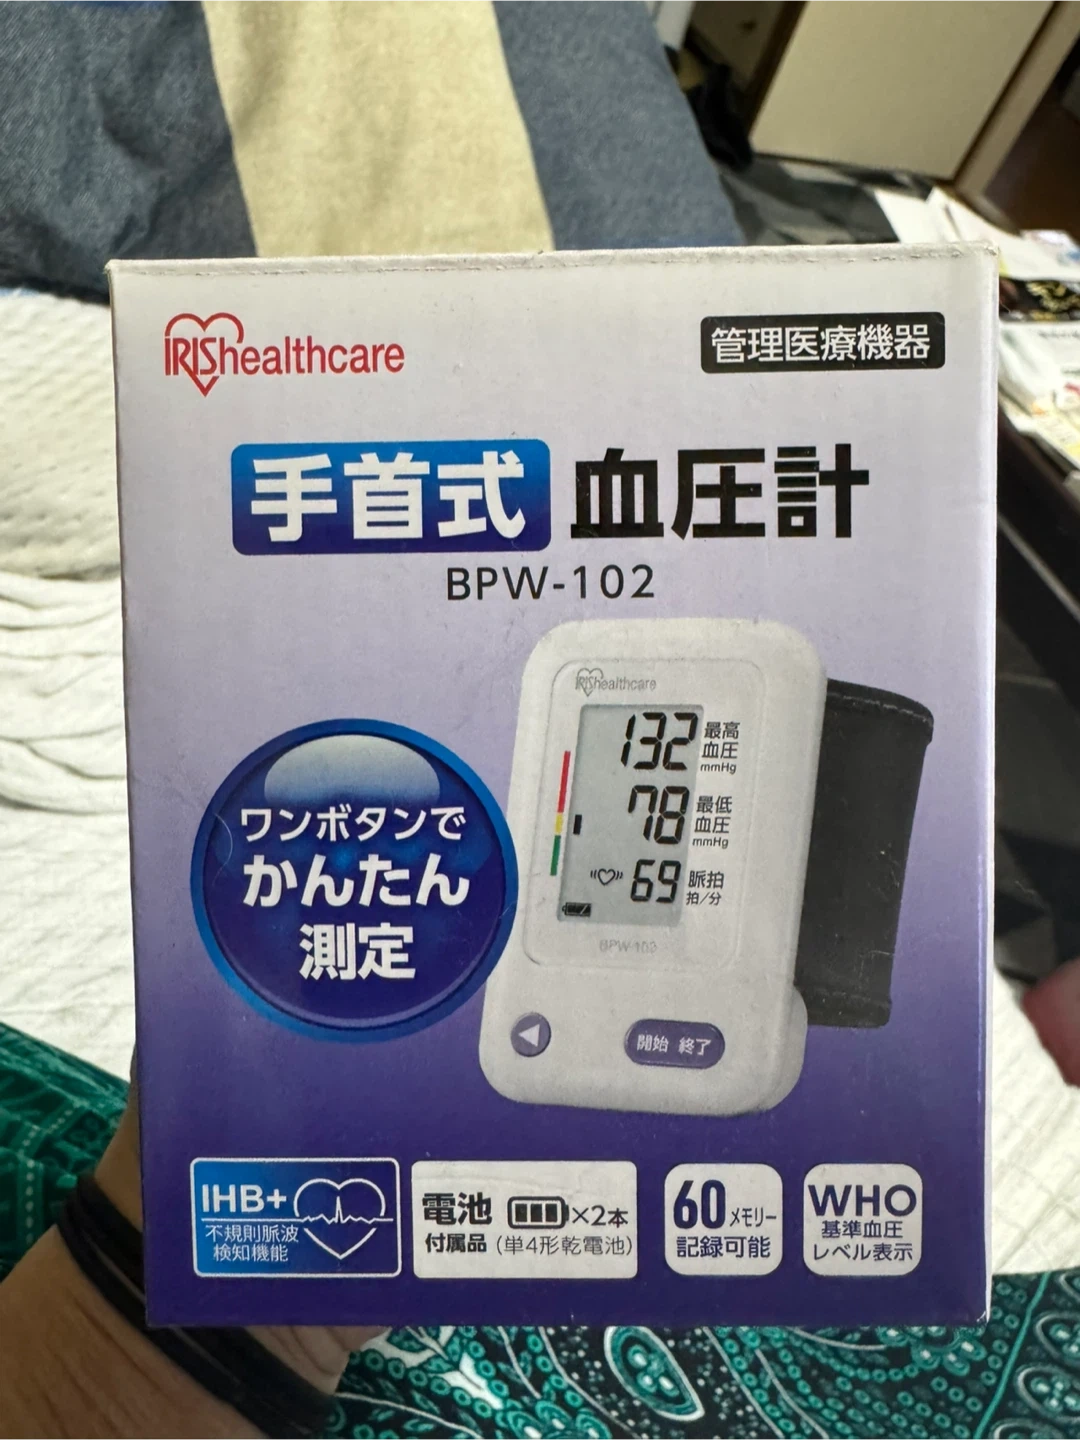 IRIShealthcare
管理医療機器
手首式 血圧計
BPW-102
IRIShealthcare
132 最高血圧 mmHg
78 最低血圧 mmHg
69 脈拍 拍/分
BPW-102
開始 終了
ワンボタンで
かんたん
測定
IHB+
不規則脈波
検知機能
電池 ×2本
付属品 (単4形乾電池)
60メモリー
記録可能
WHO
基準血圧
レベル表示